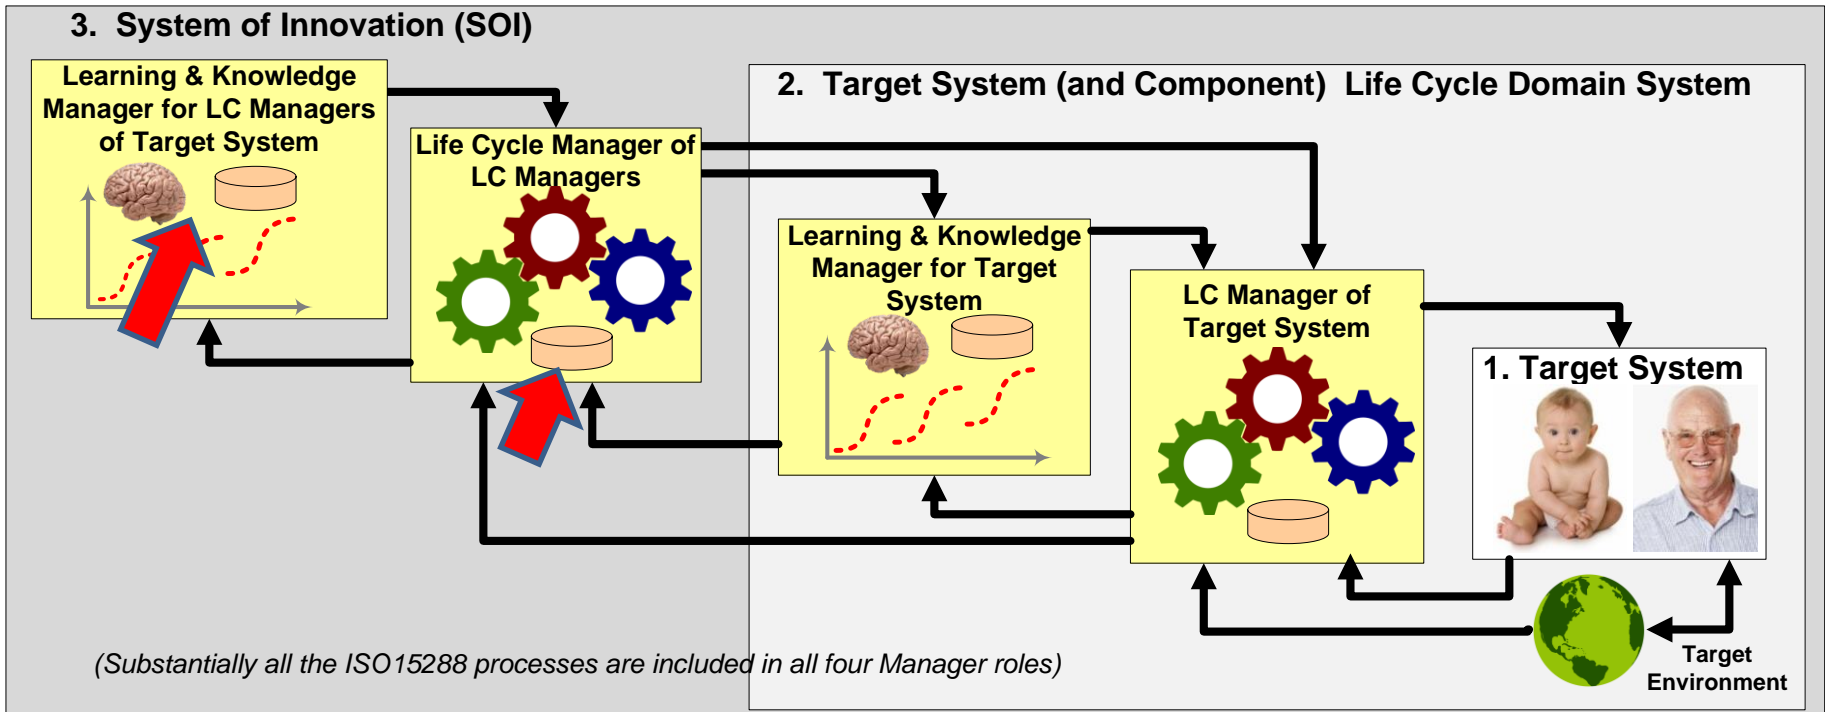 3. System of Innovation (SOI)
Learning & Knowledge
Manager for LC Managers
of Target System
Life Cycle Manager of
LC Managers
2. Target System (and Component) Life Cycle Domain System
Learning & Knowledge
Manager for Target
System
LC Manager of
Target System
1. Target System
Target
Environment
(Substantially all the ISO15288 processes are included in all four Manager roles)